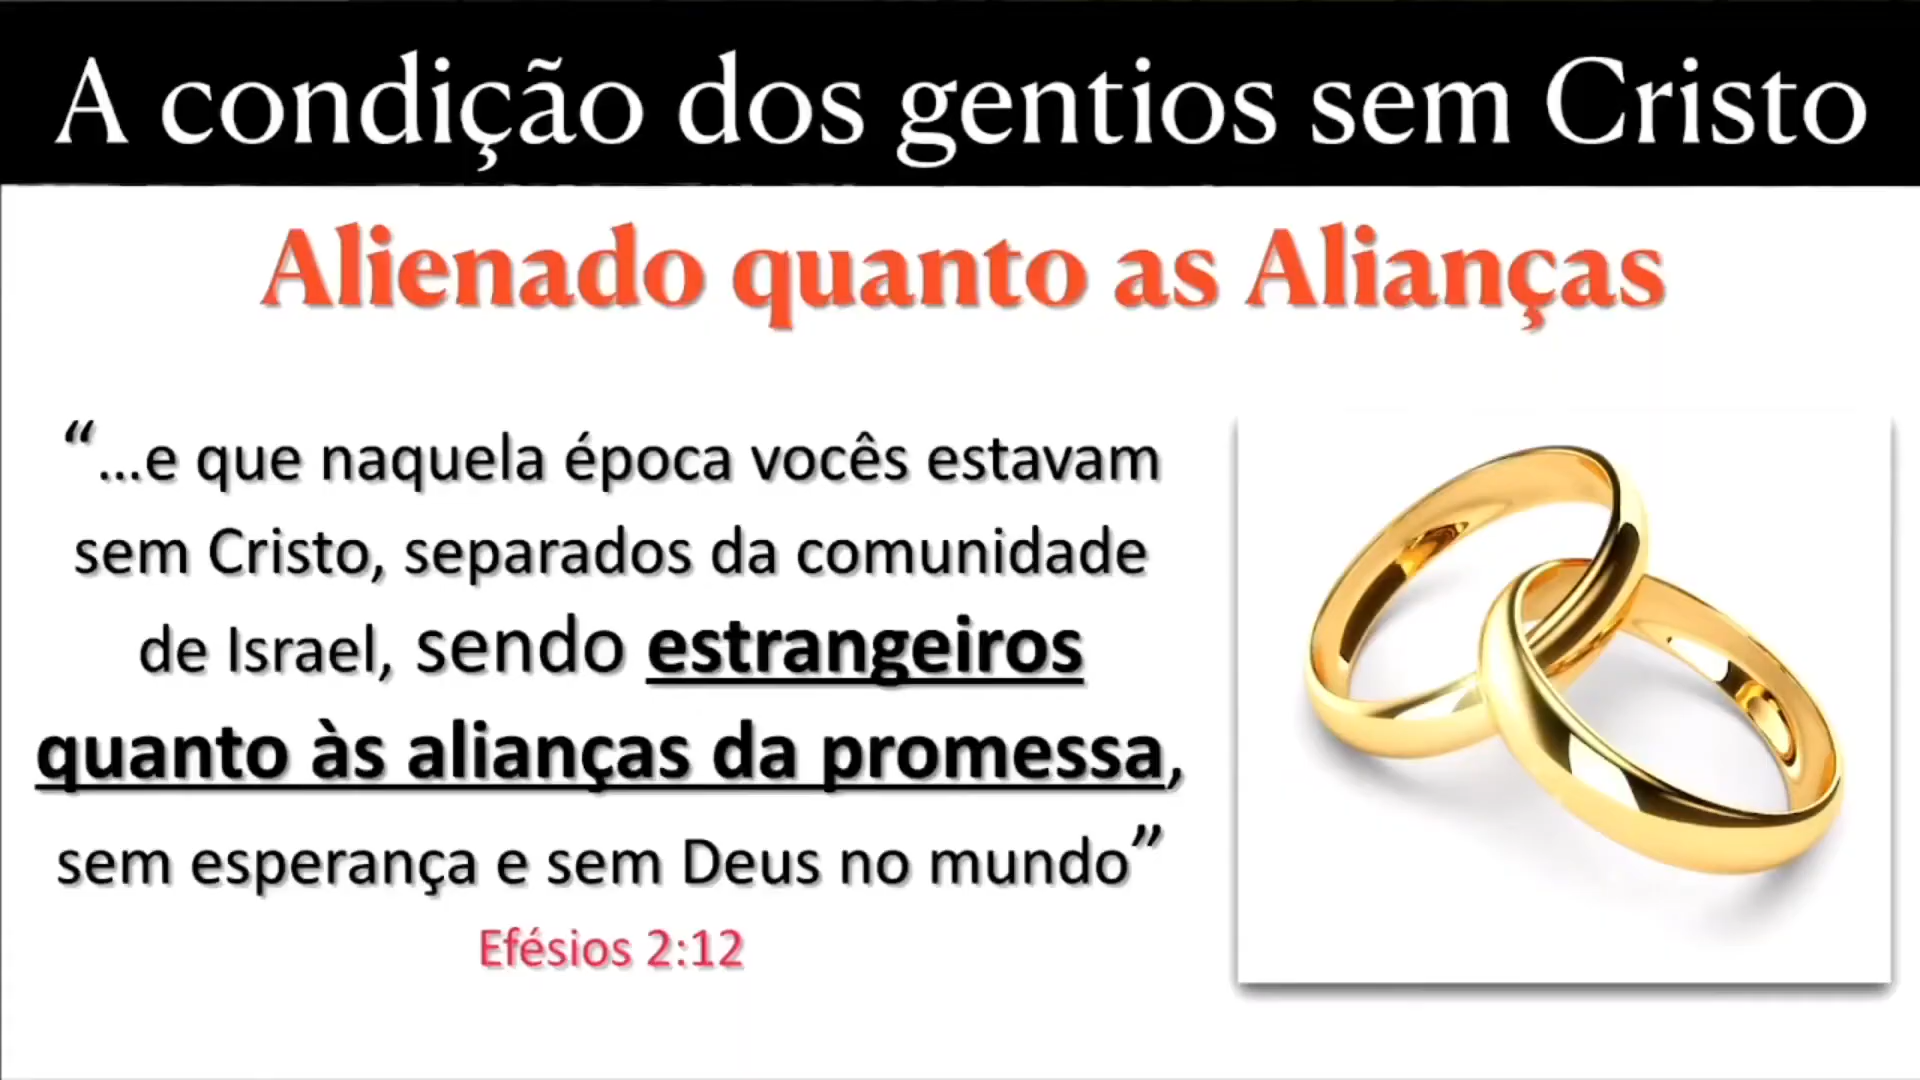 A condição dos gentios sem Cristo
Alienado quanto as Alianças
“...e que naquela época vocês estavam
sem Cristo, separados da comunidade
de Israel, sendo estrangeiros
quanto às alianças da promessa,
sem esperança e sem Deus no mundo”
Efésios 2:12